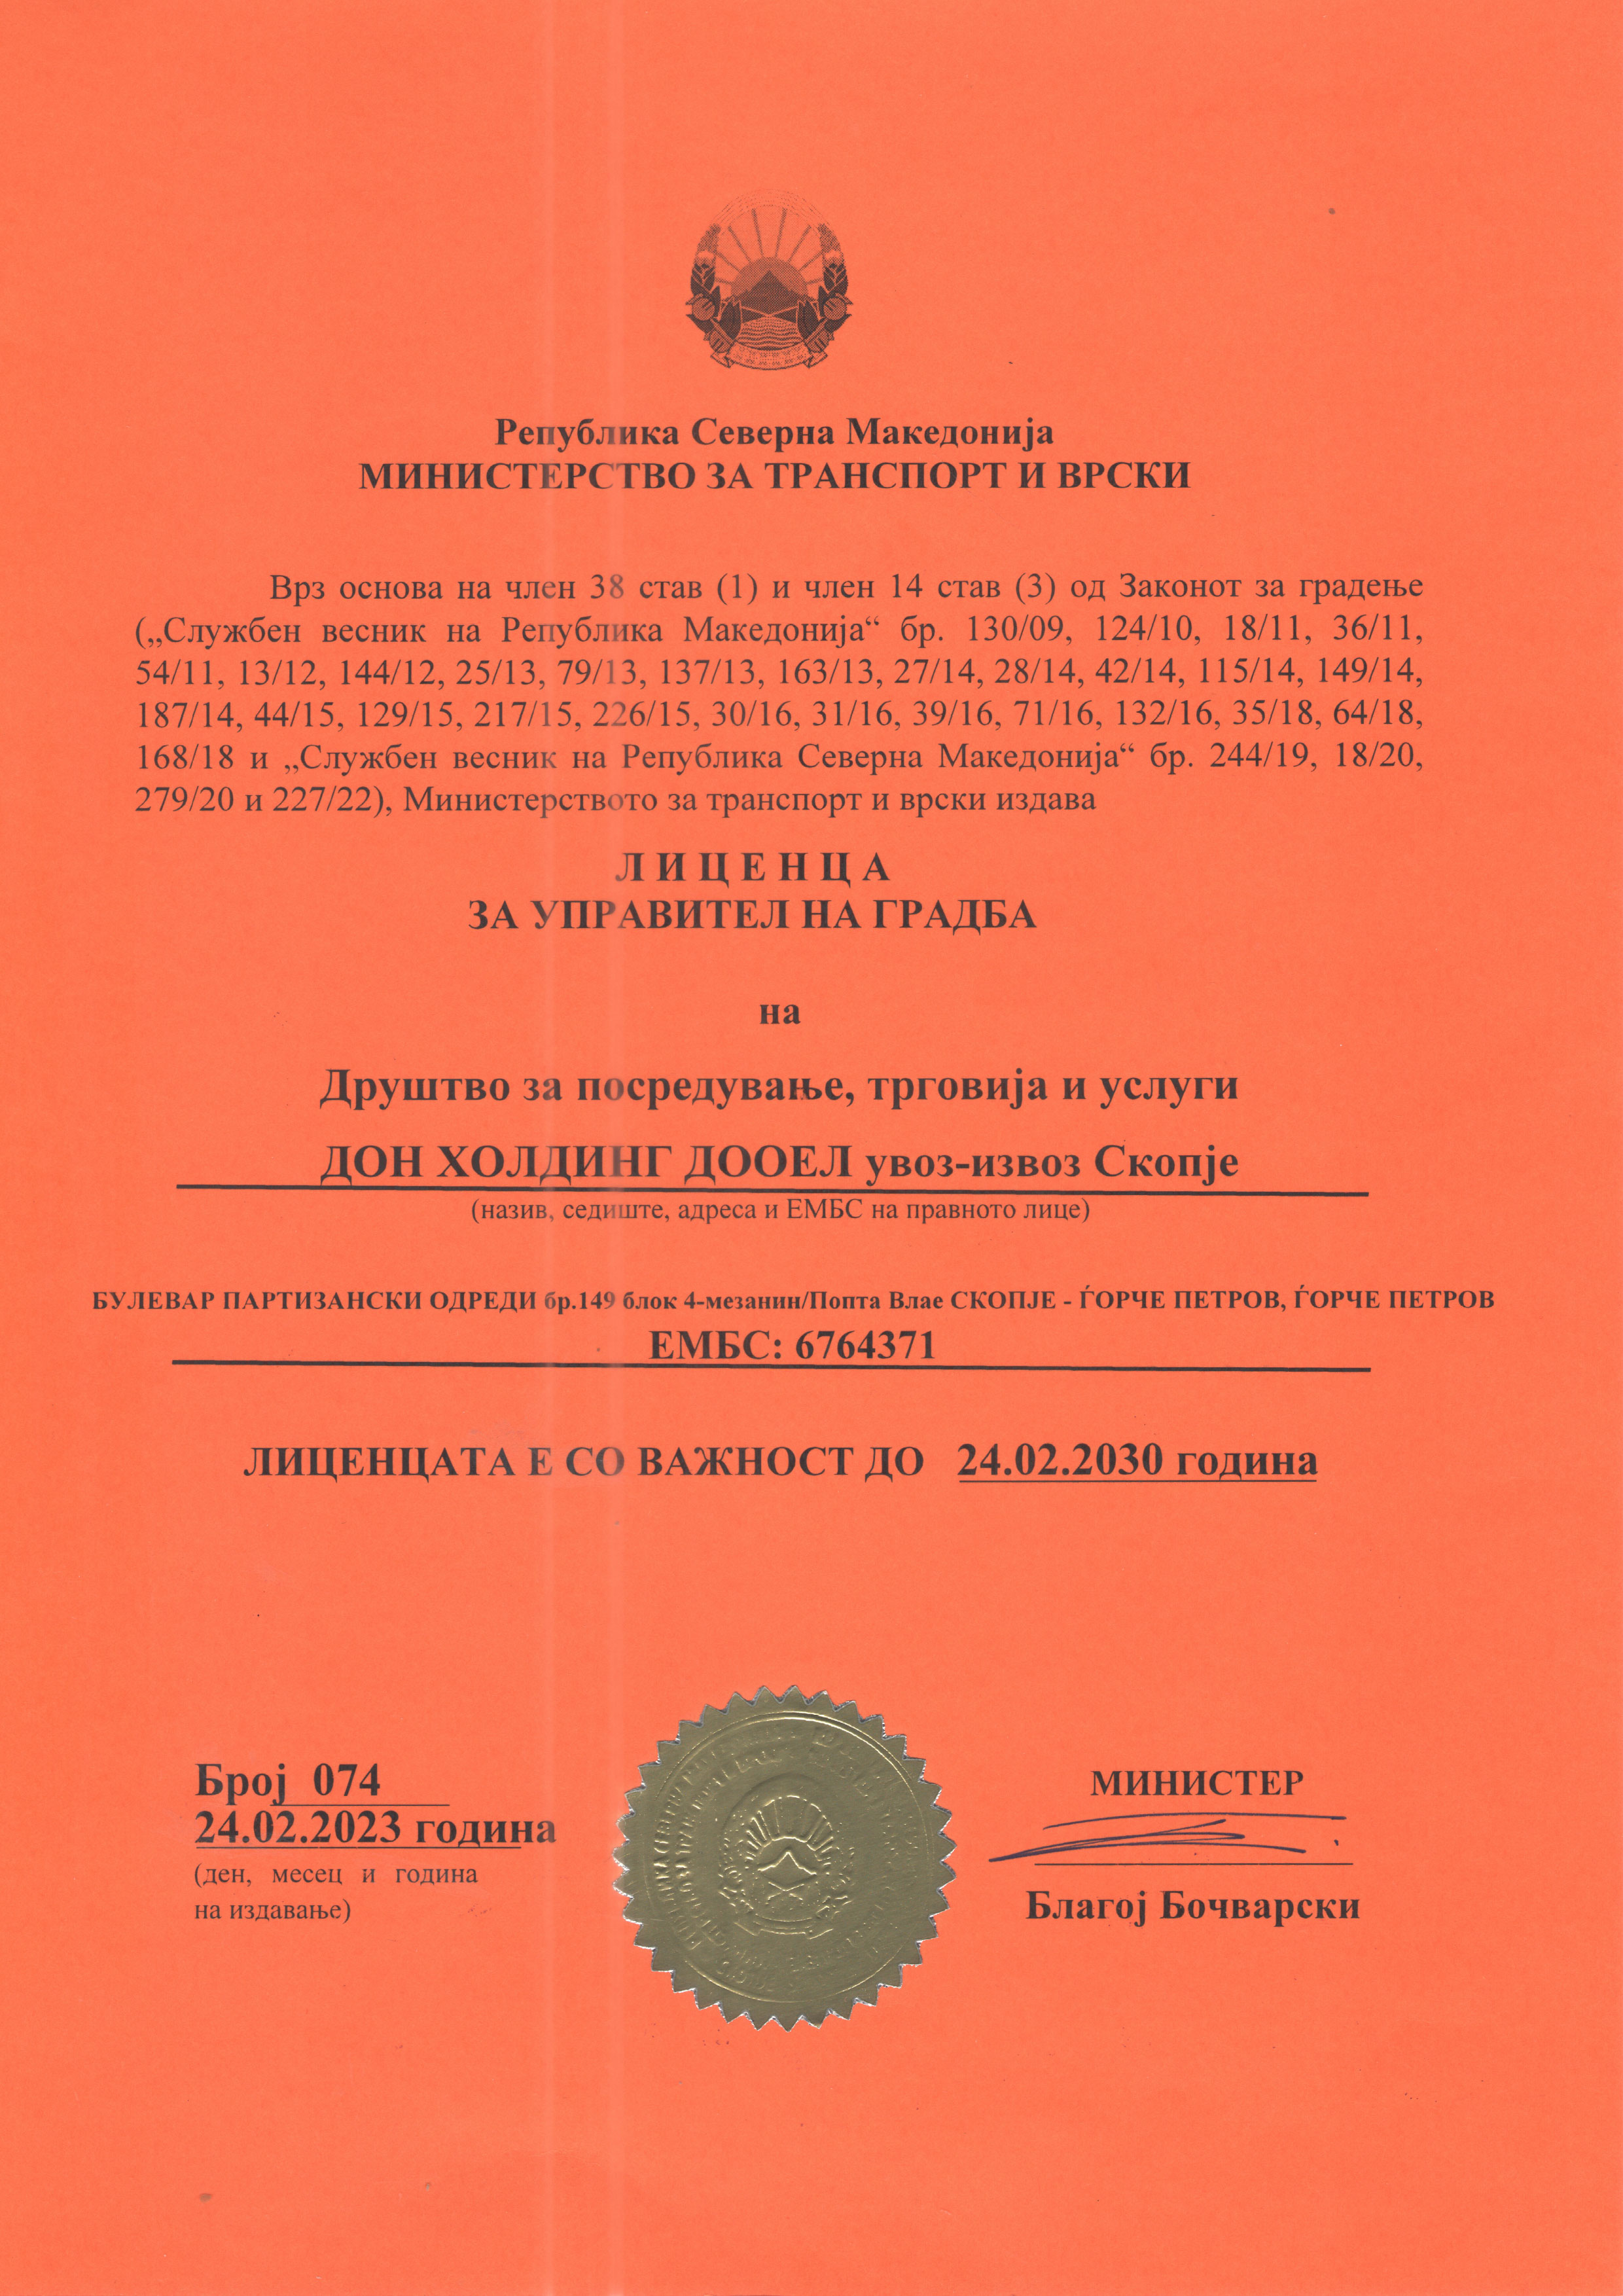 Република Северна Македонија
МИНИСТЕРСТВО ЗА ТРАНСПОРТ И ВРСКИ
Врз основа на член 38 став (1) и член 14 став (3) од Законот за градење
(„Службен весник на Република Македонија“ бр. 130/09, 124/10, 18/11, 36/11,
54/11, 13/12, 144/12, 25/13, 79/13, 137/13, 163/13, 27/14, 28/14, 42/14, 115/14, 149/14,
187/14, 44/15, 129/15, 217/15, 226/15, 30/16, 31/16, 39/16, 71/16, 132/16, 35/18, 64/18,
168/18 и „Службен весник на Република Северна Македонија“ бр. 244/19, 18/20,
279/20 и 227/22), Министерството за транспорт и врски издава
Л И Ц Е Н Ц А
ЗА УПРАВИТЕЛ НА ГРАДБА
на
Друштво за посредување, трговија и услуги
ДОН ХОЛДИНГ ДООЕЛ увоз-извоз Скопје
(назив, седиште, адреса и ЕМБС на правното лице)
БУЛЕВАР ПАРТИЗАНСКИ ОДРЕДИ бр.149 блок 4-мезанин/Попта Влае СКОПЈЕ - ЃОРЧЕ ПЕТРОВ, ЃОРЧЕ ПЕТРОВ
ЕМБС: 6764371
ЛИЦЕНЦАТА Е СО ВАЖНОСТ ДО 24.02.2030 година
Број 074
24.02.2023 година
(ден, месец и година
на издавање)
МИНИСТЕР
Благој Бочварски